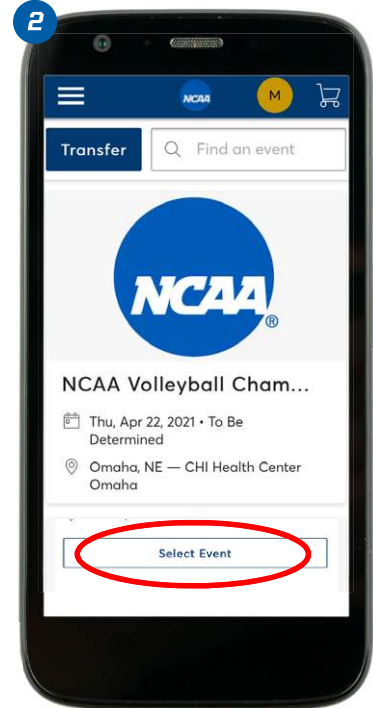 2
NCAA
M
Transfer
Find an event
NCAA®
NCAA Volleyball Cham...
Thu, Apr 22, 2021 • To Be
Determined
Omaha, NE — CHI Health Center
Omaha
Select Event